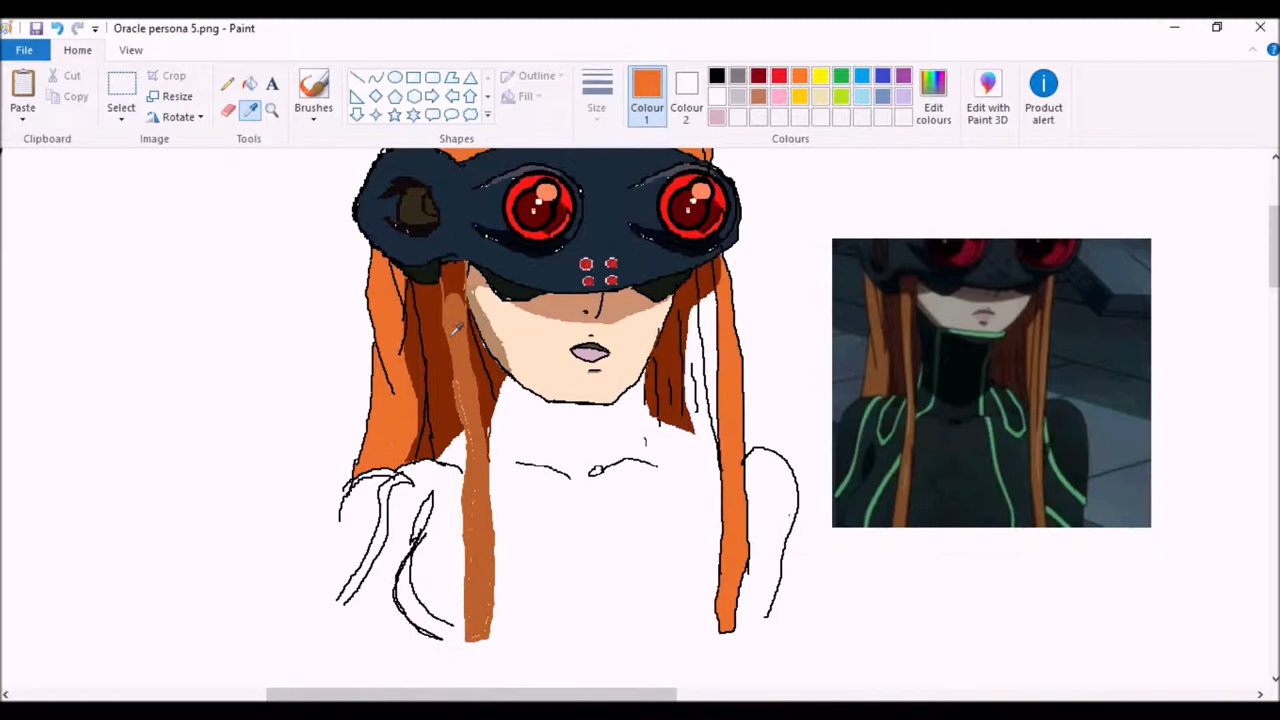 Oracle persona 5.png - Paint
File
Home
View
Paste
Cut
Copy
Clipboard
Select
Crop
Resize
Rotate
Image
A
Tools
Brushes
Outline
Fill
Shapes
Size
Colour
1
Colour
2
Edit
colours
Colours
Edit with
Paint 3D
Product
alert